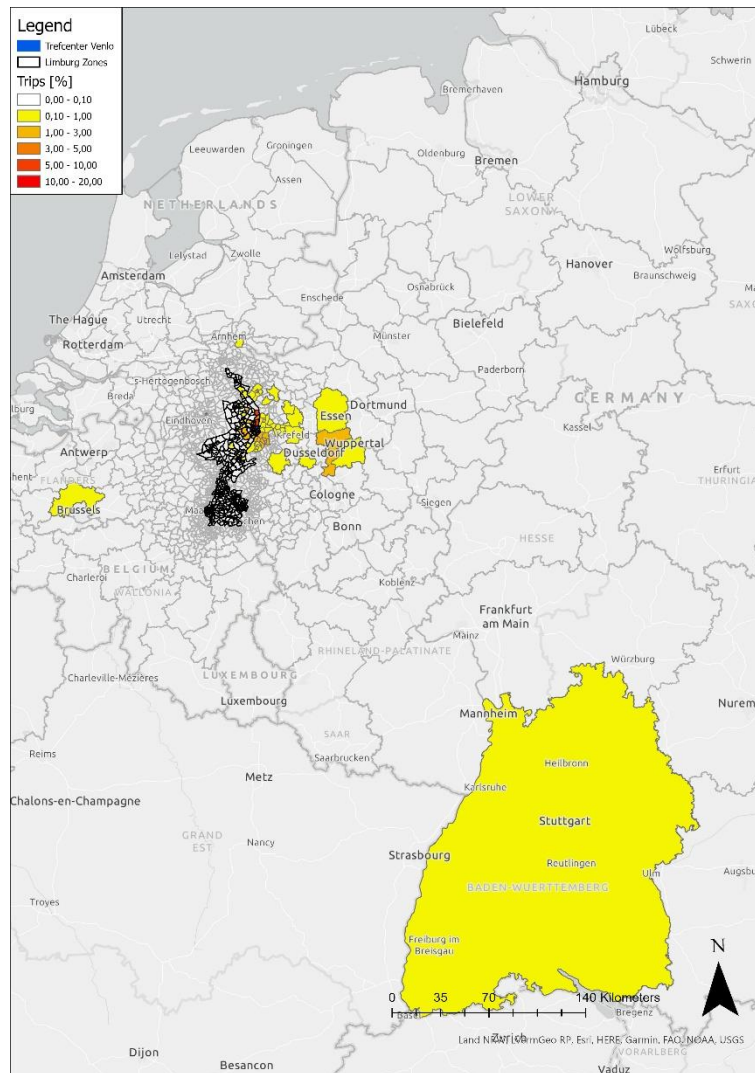 Legend
Trefcenter Venlo
Limburg Zones
Trips [%]
0,00 - 0,10
0,10 - 1,00
1,00 - 3,00
3,00 - 5,00
5,00 - 10,00
10,00 - 20,00
Lübeck
Schwerin
Hamburg
Bremerhaven
Leeuwarden
Groningen
Assen
Oldenburg
Bremen
NETHERLANDS
LOWER
SAXONY
Lelystad
Zwolle
Wolfsburg
Amsterdam
Hanover
Braunschweig
Enschede
Osnabrück
The Hague
Utrecht
Rotterdam
Arnhem
Münster
Bielefeld
's-Hertogenbosch
Paderborn
Breda
Dortmund
GERMANY
Eindhoven
Essen
Krefeld
Kassel
Antwerp
Wuppertal
Dusseldorf
FLANDERS
Cologne
Erfurt
THURINGIA
Brussels
Siegen
Bonn
HESSE
BELGIUM
Charleroi
WALLONIA
Koblenz
Frankfurt
am Main
Mainz
RHINELAND-PALATINATE
Würzburg
LUXEMBOURG
Charleville-Mézières
Luxembourg
Mannheim
Nurem
SAAR
Saarbrucken
Reims
Heilbronn
Metz
Karlsruhe
Chalons-en-Champagne
Stuttgart
GRAND
EST
Nancy
Strasbourg
Reutlingen
Ulm
Augsbu
BADEN-WUERTTEMBERG
Troyes
Freiburg im
Breisgau
N
0 35 70 140 Kilometers
Basel
Bregenz
Zurich
Esri, HERE, Garmin, FAO, NOAA, USGS
VORARLBERG
Dijon
Besancon
Vaduz